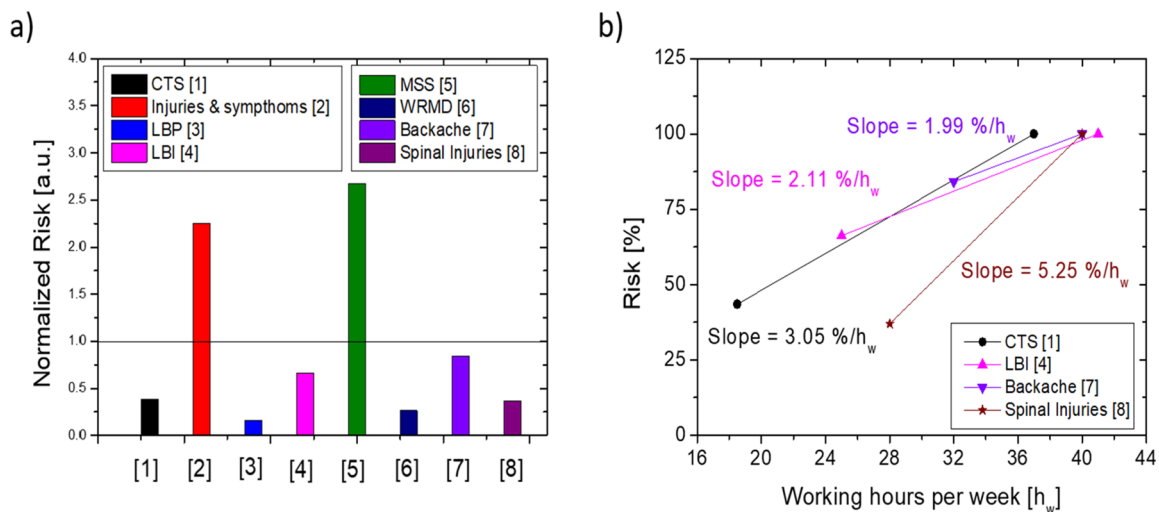 a)
Normalized Risk [a.u.]
4.0
3.5
3.0
2.5
2.0
1.5
1.0
0.5
0.0
CTS [1]
Injuries & sympthoms [2]
LBP [3]
LBI [4]
MSS [5]
WRMD [6]
Backache [7]
Spinal Injuries [8]
[1] [2] [3] [4] [5] [6] [7] [8]
b)
Risk [%]
125
100
75
50
25
0
Slope = 1.99 %/hw
Slope = 2.11 %/hw
Slope = 5.25 %/hw
Slope = 3.05 %/hw
CTS [1]
LBI [4]
Backache [7]
Spinal Injuries [8]
16 20 24 28 32 36 40 44
Working hours per week [hw]